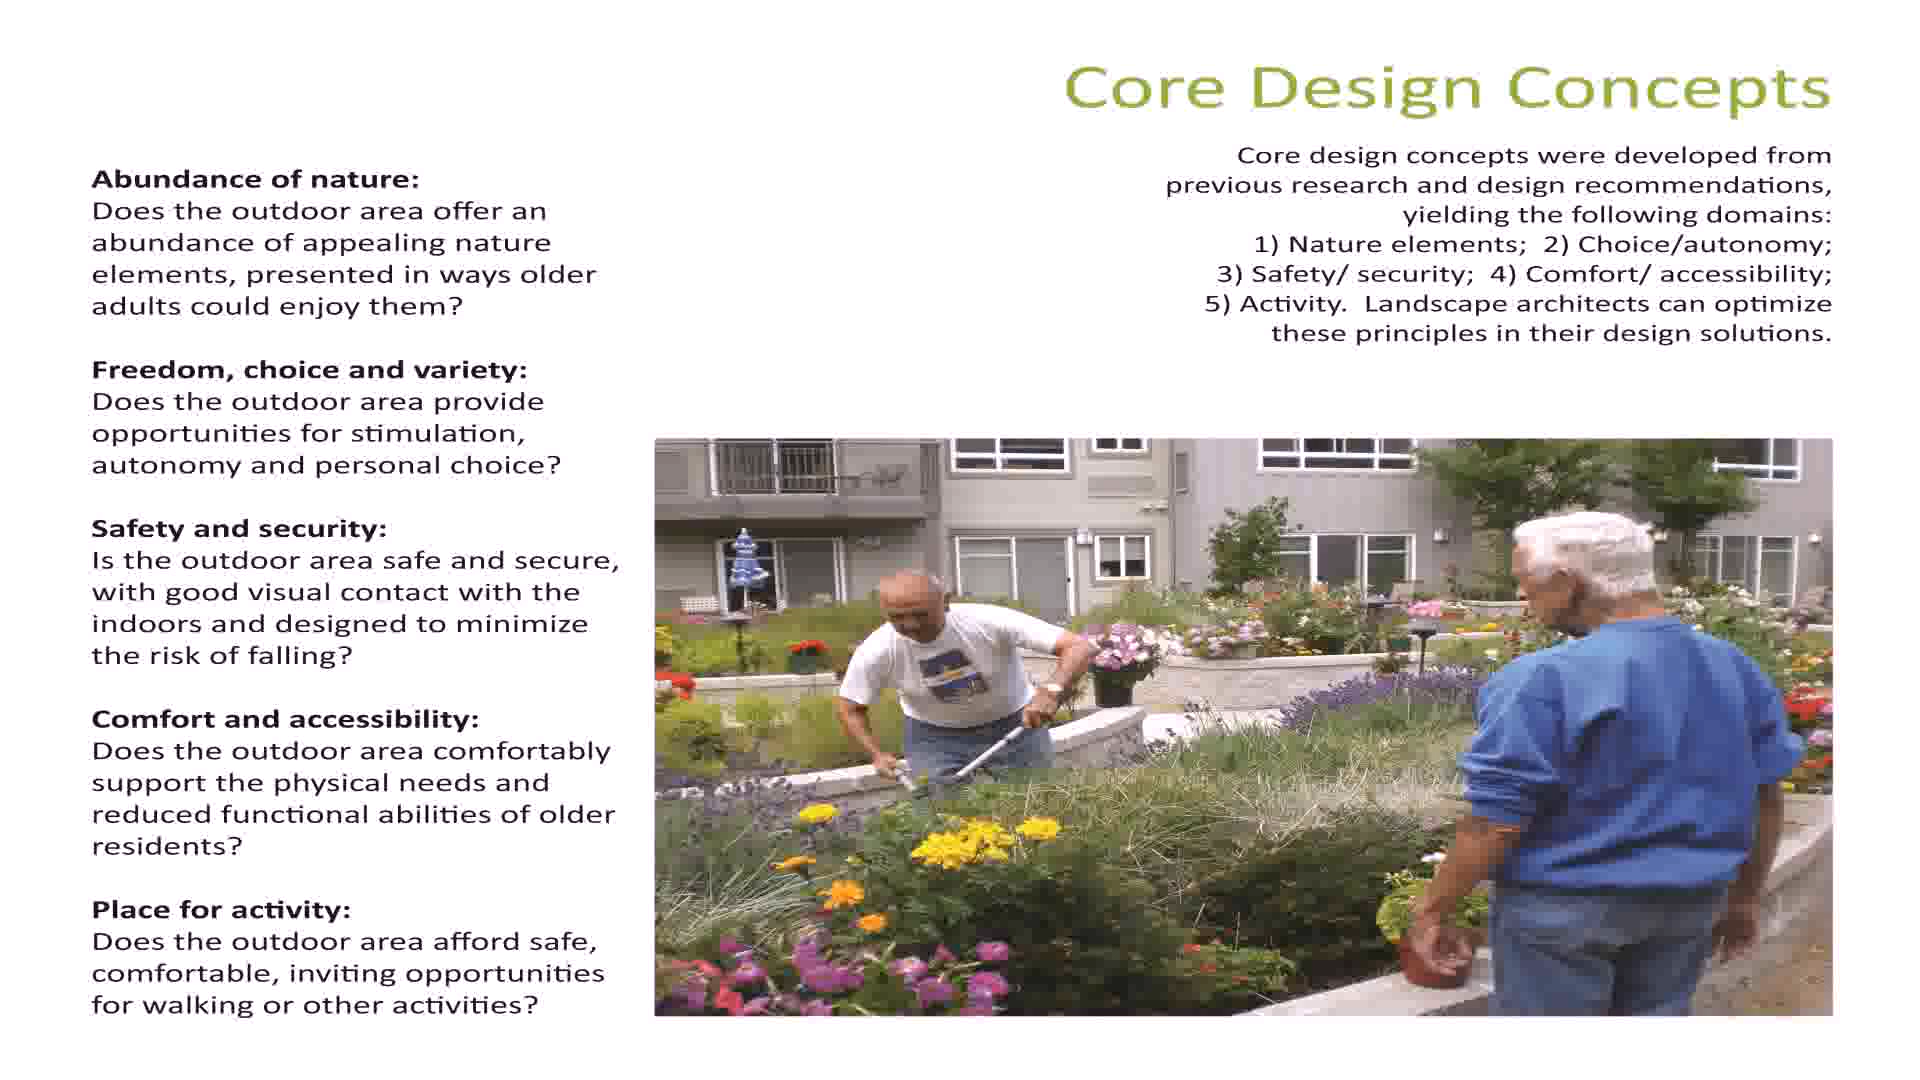 Core Design Concepts
Core design concepts were developed from
previous research and design recommendations,
yielding the following domains:
1) Nature elements;  2) Choice/autonomy;
3) Safety/ security;  4) Comfort/ accessibility;
5) Activity.  Landscape architects can optimize
these principles in their design solutions.
Abundance of nature:
Does the outdoor area offer an
abundance of appealing nature
elements, presented in ways older
adults could enjoy them?
Freedom, choice and variety:
Does the outdoor area provide
opportunities for stimulation,
autonomy and personal choice?
Safety and security:
Is the outdoor area safe and secure,
with good visual contact with the
indoors and designed to minimize
the risk of falling?
Comfort and accessibility:
Does the outdoor area comfortably
support the physical needs and
reduced functional abilities of older
residents?
Place for activity:
Does the outdoor area afford safe,
comfortable, inviting opportunities
for walking or other activities?